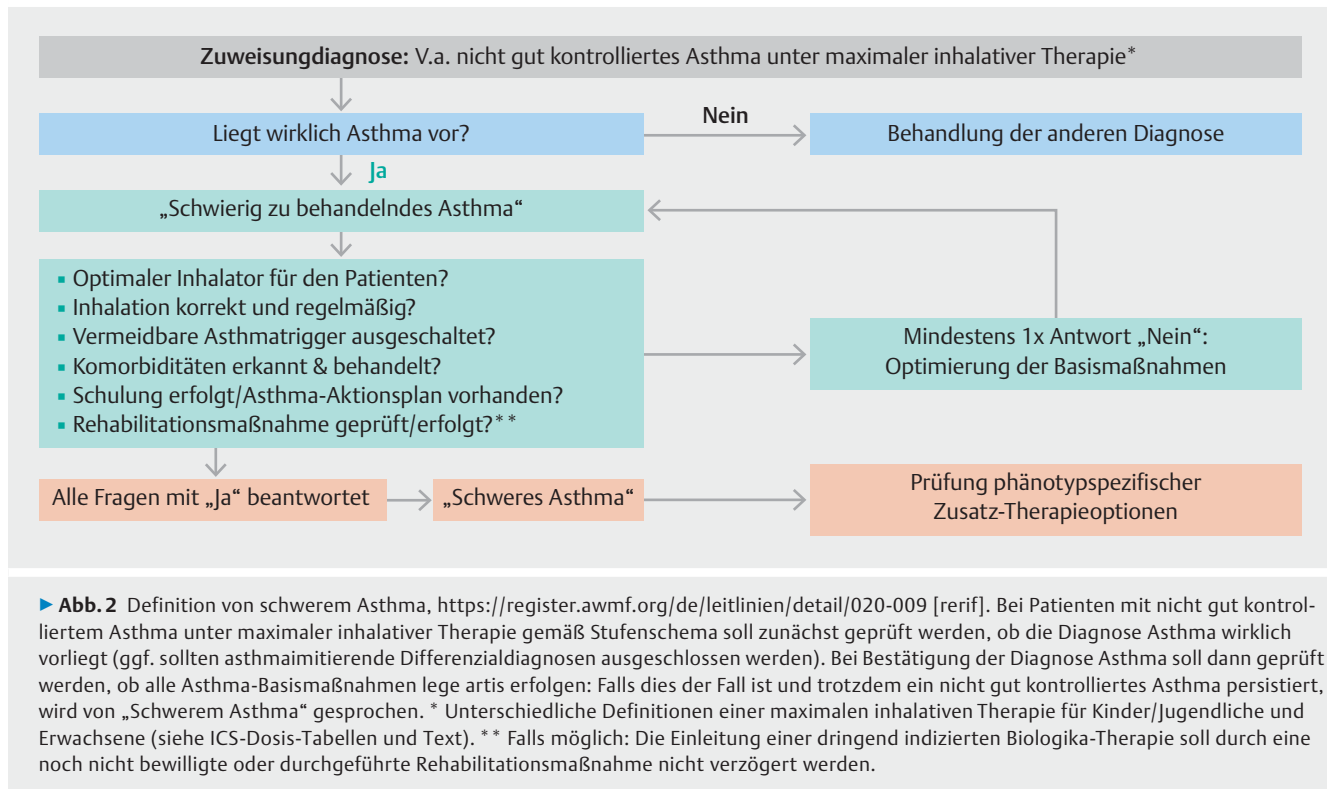 Zuweisungdiagnose: V.a. nicht gut kontrolliertes Asthma unter maximaler inhalativer Therapie*
Liegt wirklich Asthma vor?
Nein
Behandlung der anderen Diagnose
Ja
„Schwierig zu behandelndes Asthma“
▪ Optimaler Inhalator für den Patienten?
▪ Inhalation korrekt und regelmäßig?
▪ Vermeidbare Asthmatrigger ausgeschaltet?
▪ Komorbiditäten erkannt & behandelt?
▪ Schulung erfolgt/Asthma-Aktionsplan vorhanden?
▪ Rehabilitationsmaßnahme geprüft/erfolgt?**
Mindestens 1x Antwort „Nein“:
Optimierung der Basismaßnahmen
Alle Fragen mit „Ja“ beantwortet
„Schweres Asthma“
Prüfung phänotypspezifischer
Zusatz-Therapieoptionen
▶ Abb. 2 Definition von schwerem Asthma, https://register.awmf.org/de/leitlinien/detail/020-009 [rerif]. Bei Patienten mit nicht gut kontrol-
liertem Asthma unter maximaler inhalativer Therapie gemäß Stufenschema soll zunächst geprüft werden, ob die Diagnose Asthma wirklich
vorliegt (ggf. sollten asthmaimitierende Differenzialdiagnosen ausgeschlossen werden). Bei Bestätigung der Diagnose Asthma soll dann geprüft
werden, ob alle Asthma-Basismaßnahmen lege artis erfolgen: Falls dies der Fall ist und trotzdem ein nicht gut kontrolliertes Asthma persistiert,
wird von „Schwerem Asthma“ gesprochen. * Unterschiedliche Definitionen einer maximalen inhalativen Therapie für Kinder/Jugendliche und
Erwachsene (siehe ICS-Dosis-Tabellen und Text). ** Falls möglich: Die Einleitung einer dringend indizierten Biologika-Therapie soll durch eine
noch nicht bewilligte oder durchgeführte Rehabilitationsmaßnahme nicht verzögert werden.